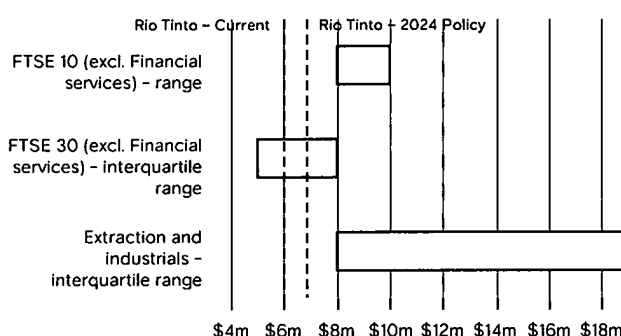 Rio Tinto – Current
Rio Tinto – 2024 Policy
FTSE 10 (excl. Financial
services) – range
FTSE 30 (excl. Financial
services) – interquartile
range
Extraction and
industrials –
interquartile range
$4m $6m $8m $10m $12m $14m $16m $18m